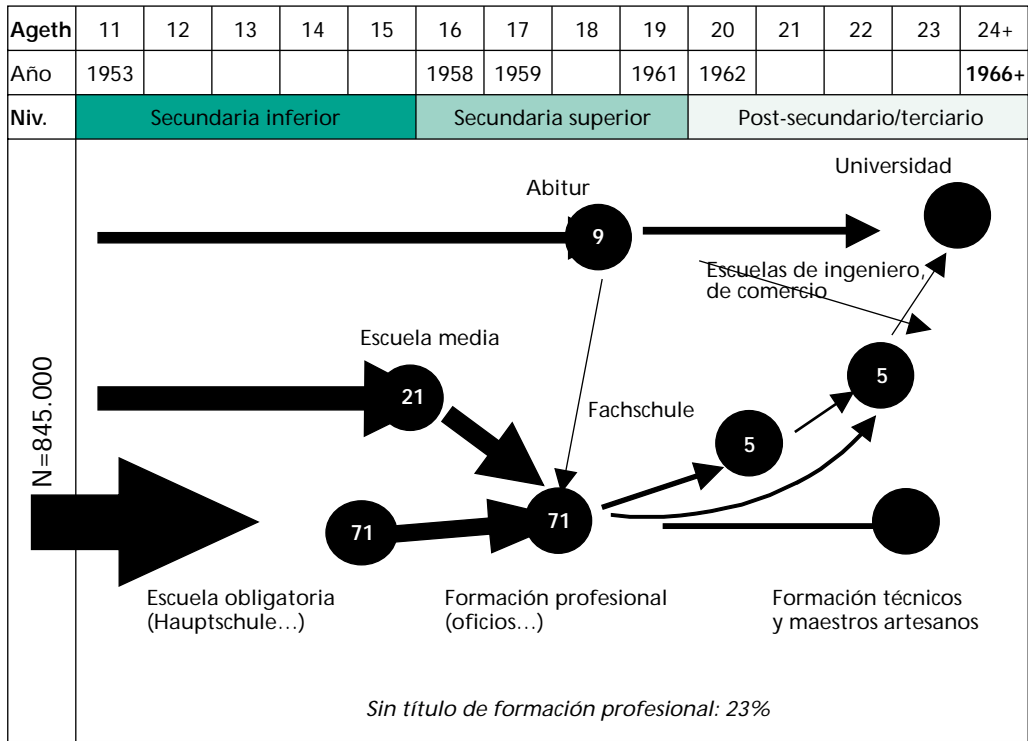 Ageth 11 12 13 14 15 16 17 18 19 20 21 22 23 24+
Año 1953 1958 1959 1961 1962 1966+
Niv. Secundaria inferior Secundaria superior Post-secundario/terciario
Universidad
Abitur
9
Escuelas de ingeniero,
de comercio
Escuela media
5
21
Fachschule
5
N=845.000
71
71
Escuela obligatoria
(Hauptschule…)
Formación profesional
(oficios…)
Formación técnicos
y maestros artesanos
Sin título de formación profesional: 23%